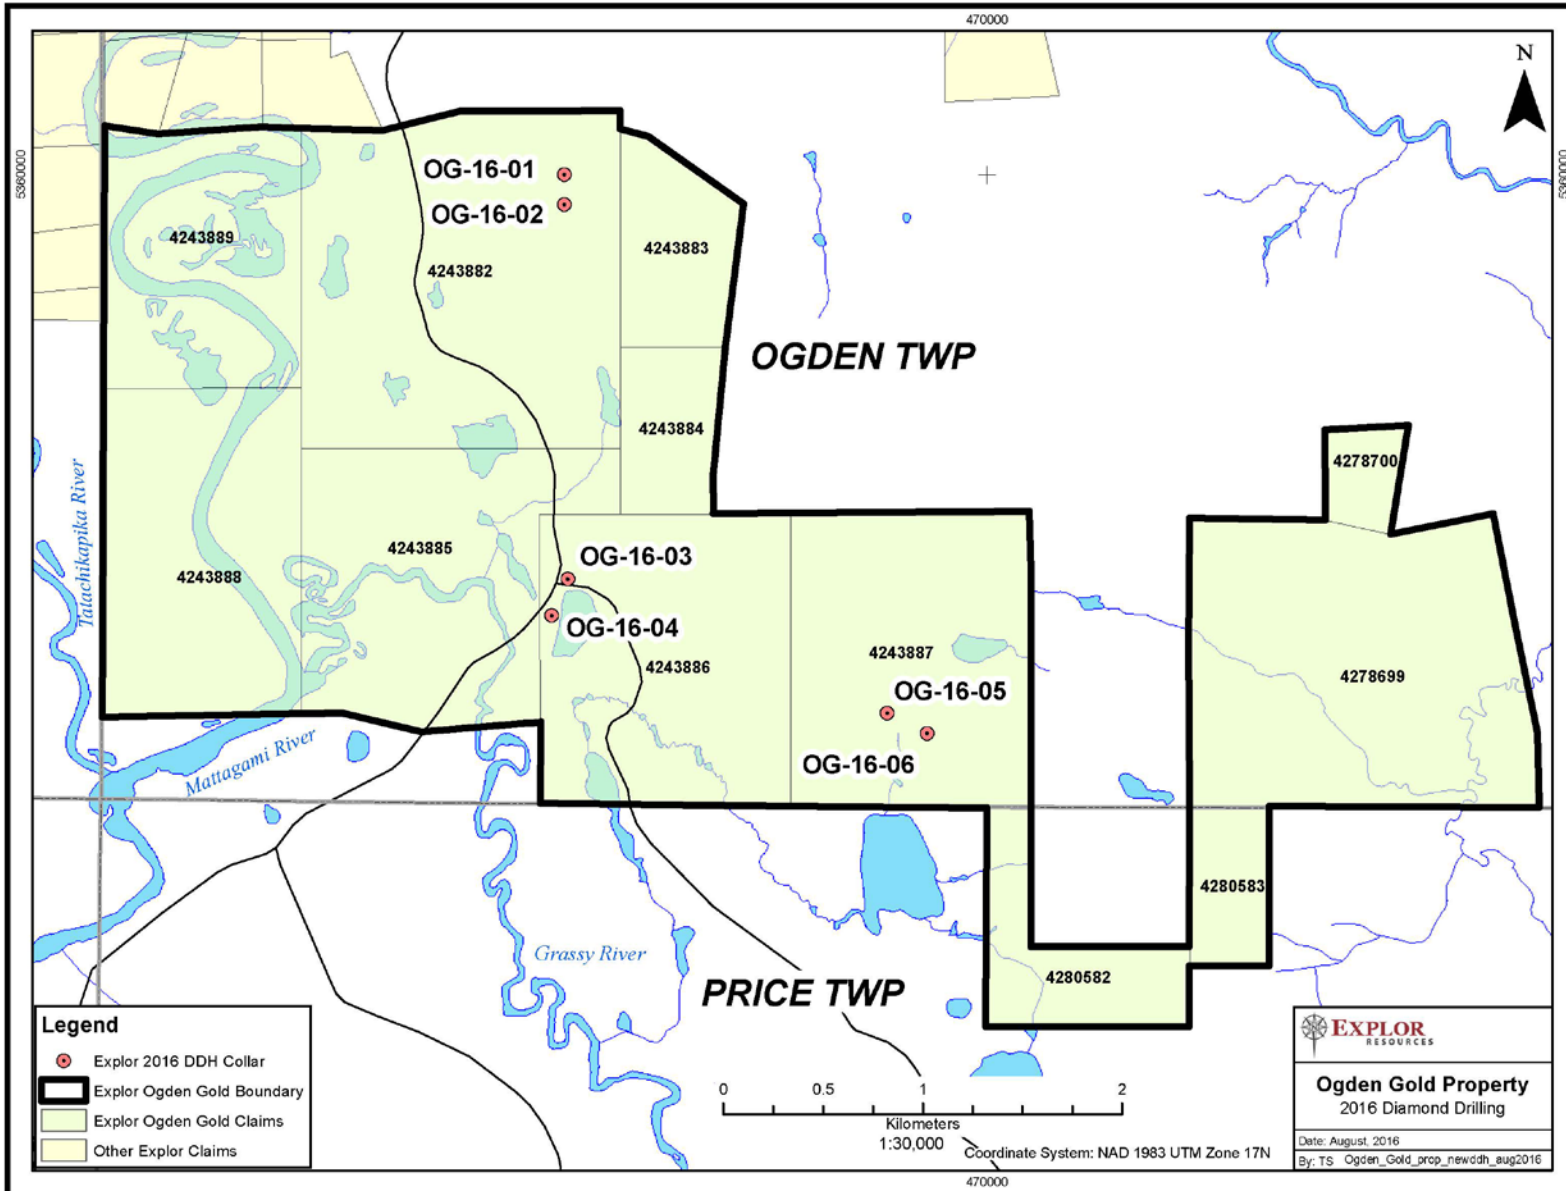 470000
N
5360000
5360000
OG-16-01
OG-16-02
4243889
4243882
4243883
OGDEN TWP
4243884
4278700
Tatachikapika River
4243885
4243888
OG-16-03
OG-16-04
4243886
4243887
4278699
OG-16-05
OG-16-06
Mattagami River
4280583
Grassy River
PRICE TWP
4280582
Legend
Explor 2016 DDH Collar
Explor Ogden Gold Boundary
Explor Ogden Gold Claims
Other Explor Claims
0 0.5 1 2
Kilometers
1:30,000
Coordinate System: NAD 1983 UTM Zone 17N
EXPLOR
RESOURCES
Ogden Gold Property
2016 Diamond Drilling
Date: August, 2016
By: TS Ogden_Gold_prop_newddh_aug2016
470000